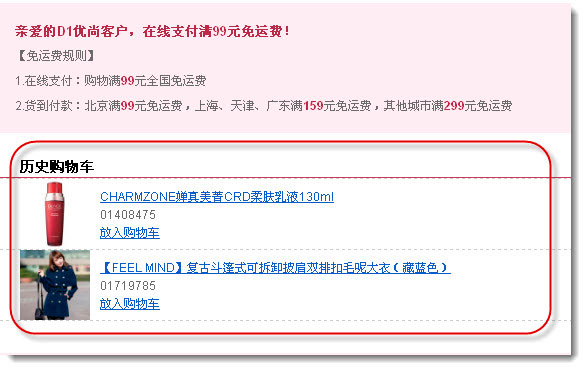 亲爱的D1优尚客户，在线支付满99元免运费！
【免运费规则】
1.在线支付：购物满99元全国免运费
2.货到付款：北京满99元免运费，上海、天津、广东满159元免运费，其他城市满299元免运费
历史购物车
CHARMZONE婵真美菁CRD柔肤乳液130ml
01408475
放入购物车
【FEEL MIND】复古斗篷式可拆卸披肩双排扣毛呢大衣（藏蓝色）
01719785
放入购物车